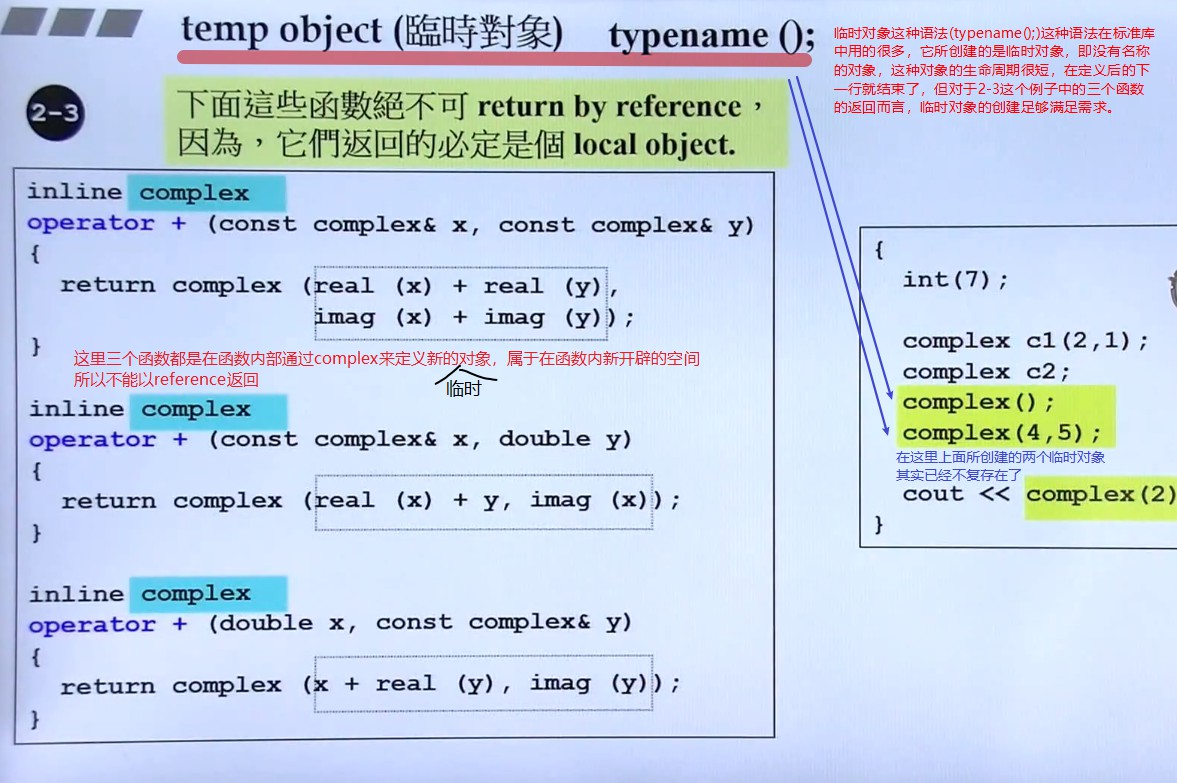 temp object (臨時對象)    typename ();
临时对象这种语法(typename();)这种语法在标准库
中用的很多，它所创建的是临时对象，即没有名称
的对象，这种对象的生命周期很短，在定义后的下
一行就结束了，但对于2-3这个例子中的三个函数
的返回而言，临时对象的创建足够满足需求。
2-3
下面這些函數絕不可 return by reference，
因為，它們返回的必定是個 local object.
inline complex
operator + (const complex& x, const complex& y)
{
return complex (real (x) + real (y),
imag (x) + imag (y));
}
这里三个函数都是在函数内部通过complex来定义新的对象，属于在函数内新开辟的空间
所以不能以reference返回
临时
inline complex
operator + (const complex& x, double y)
{
return complex (real (x) + y, imag (x));
}
inline complex
operator + (double x, const complex& y)
{
return complex (x + real (y), imag (y));
}
{
int(7);
complex c1(2,1);
complex c2;
complex();
complex(4,5);
在这里上面所创建的两个临时对象
其实已经不复存在了
cout << complex(2)
}